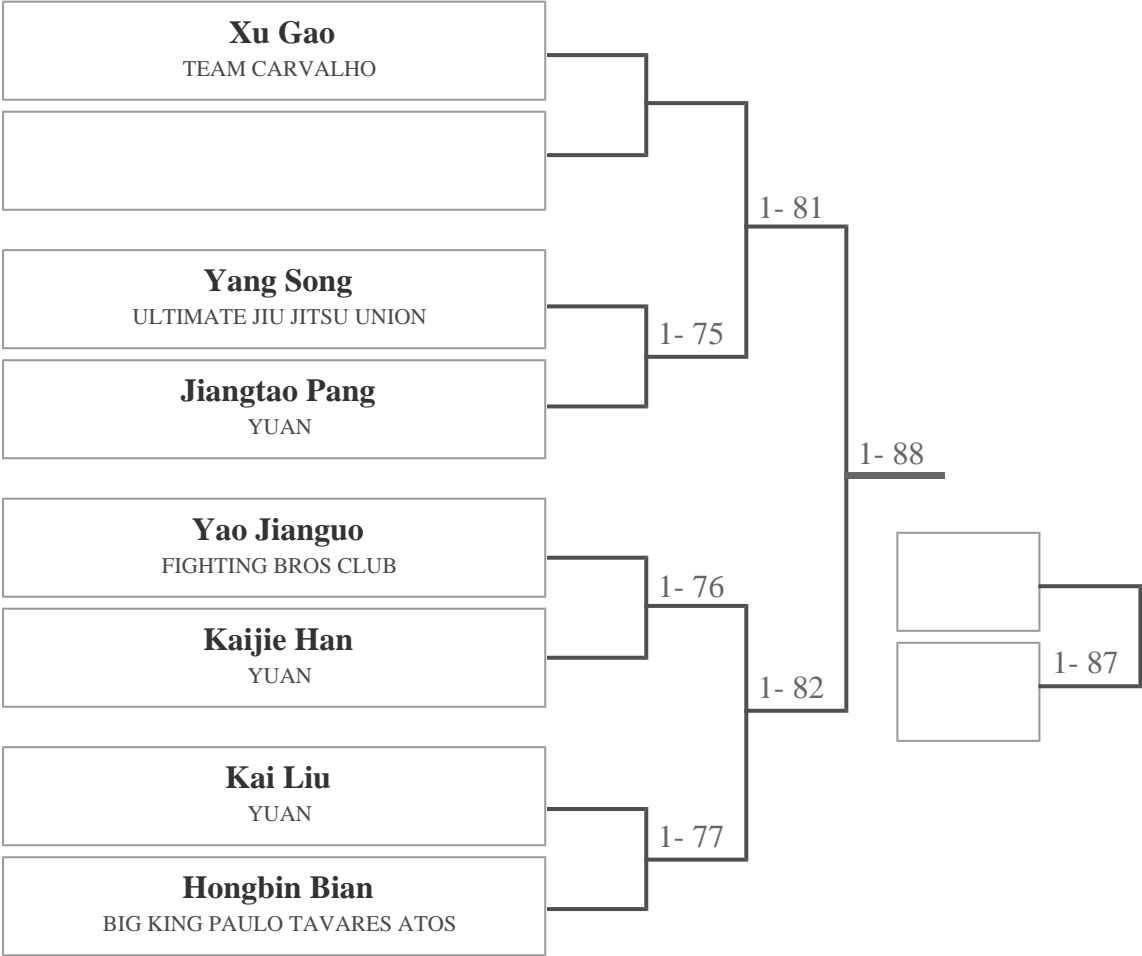 Xu Gao
TEAM CARVALHO
1- 81
Yang Song
ULTIMATE JIU JITSU UNION
1- 75
Jiangtao Pang
YUAN
1- 88
Yao Jianguo
FIGHTING BROS CLUB
1- 76
Kaijie Han
YUAN
1- 87
1- 82
Kai Liu
YUAN
1- 77
Hongbin Bian
BIG KING PAULO TAVARES ATOS